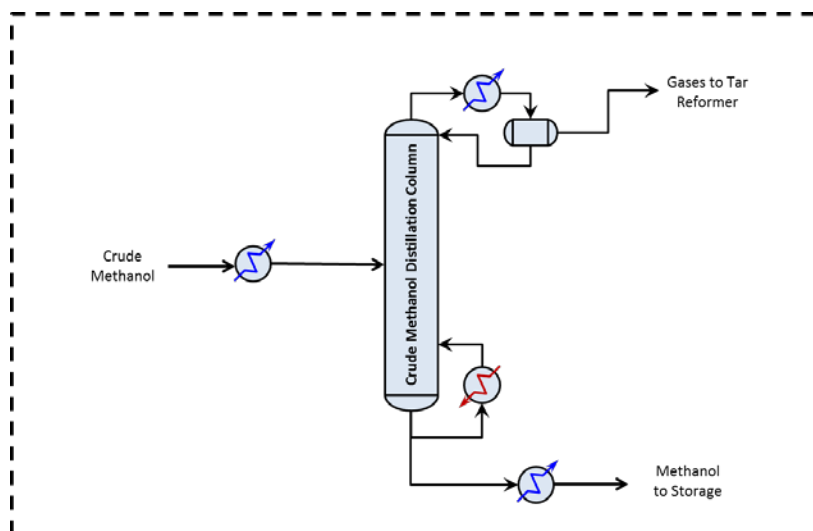 Gases to Tar
Reformer
Crude Methanol Distillation Column
Crude
Methanol
Methanol
to Storage